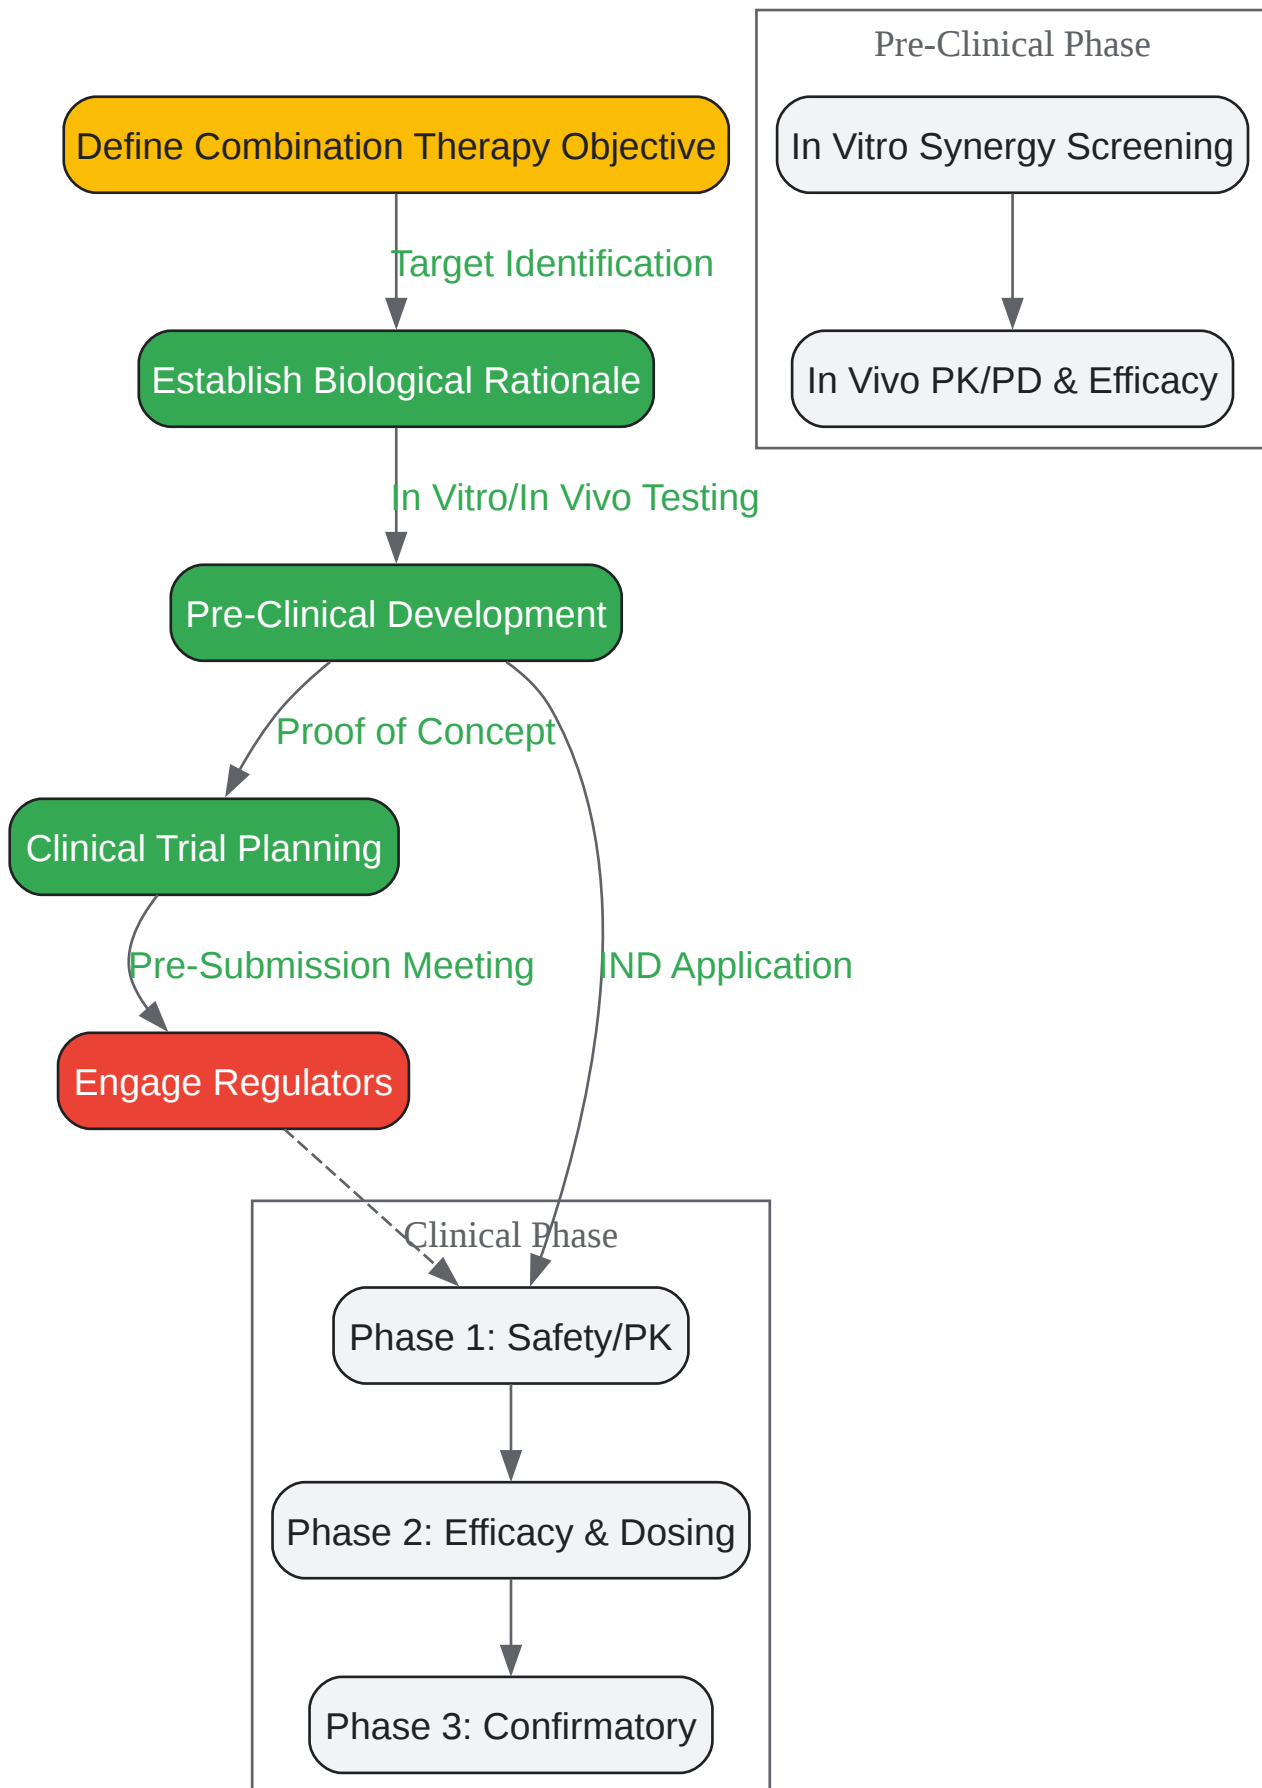 Pre-Clinical Phase
Define Combination Therapy Objective
In Vitro Synergy Screening
Target Identification
Establish Biological Rationale
In Vivo PK/PD & Efficacy
In Vitro/In Vivo Testing
Pre-Clinical Development
Proof of Concept
Clinical Trial Planning
Pre-Submission Meeting
IND Application
Engage Regulators
Clinical Phase
Phase 1: Safety/PK
Phase 2: Efficacy & Dosing
Phase 3: Confirmatory